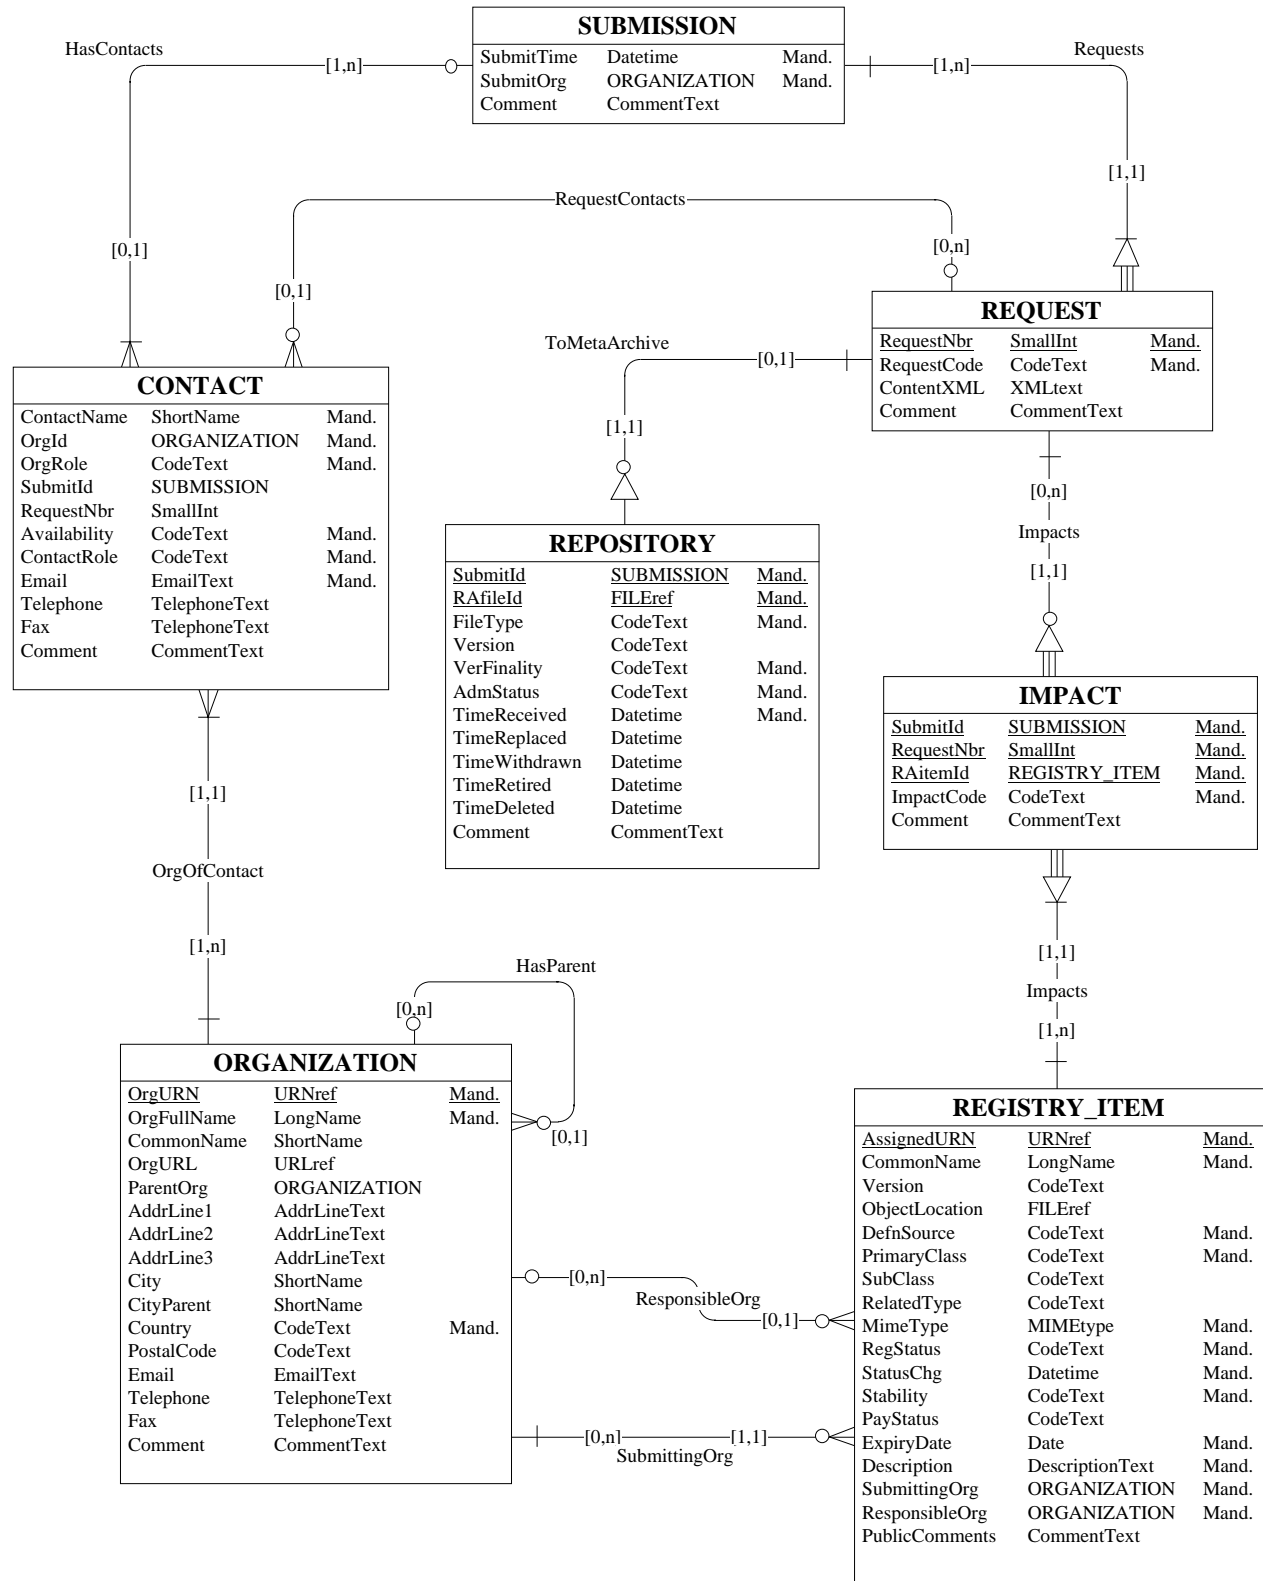 SUBMISSION
SubmitTime Datetime Mand.
SubmitOrg ORGANIZATION Mand.
Comment CommentText
HasContacts
[1,n]
[0,1]
Requests
[1,n]
[1,1]
RequestContacts
[0,1]
[0,n]
REQUEST
RequestNbr SmallInt Mand.
RequestCode CodeText Mand.
ContentXML XMLtext
Comment CommentText
ToMetaArchive
[0,1]
[1,1]
CONTACT
ContactName ShortName Mand.
OrgId ORGANIZATION Mand.
OrgRole CodeText Mand.
SubmitId SUBMISSION
RequestNbr SmallInt
Availability CodeText Mand.
ContactRole CodeText Mand.
Email EmailText Mand.
Telephone TelephoneText
Fax TelephoneText
Comment CommentText
REPOSITORY
SubmitId SUBMISSION Mand.
RAfileId FILEref Mand.
FileType CodeText Mand.
Version CodeText
VerFinality CodeText Mand.
AdmStatus CodeText Mand.
TimeReceived Datetime Mand.
TimeReplaced Datetime
TimeWithdrawn Datetime
TimeRetired Datetime
TimeDeleted Datetime
Comment CommentText
[0,n]
Impacts
[1,1]
IMPACT
SubmitId SUBMISSION Mand.
RequestNbr SmallInt Mand.
RAitemId REGISTRY_ITEM Mand.
ImpactCode CodeText Mand.
Comment CommentText
[1,1]
OrgOfContact
[1,n]
[1,1]
Impacts
[1,n]
HasParent
[0,n]
[0,1]
ORGANIZATION
OrgURN URNref Mand.
OrgFullName LongName Mand.
CommonName ShortName
OrgURL URLref
ParentOrg ORGANIZATION
AddrLine1 AddrLineText
AddrLine2 AddrLineText
AddrLine3 AddrLineText
City ShortName
CityParent ShortName
Country CodeText Mand.
PostalCode CodeText
Email EmailText
Telephone TelephoneText
Fax TelephoneText
Comment CommentText
[0,n]
ResponsibleOrg
[0,1]
[0,n]
[1,1]
SubmittingOrg
REGISTRY_ITEM
AssignedURN URNref Mand.
CommonName LongName Mand.
Version CodeText
ObjectLocation FILEref
DefnSource CodeText Mand.
PrimaryClass CodeText Mand.
SubClass CodeText
RelatedType CodeText
MimeType MIMEtype Mand.
RegStatus CodeText Mand.
StatusChg Datetime Mand.
Stability CodeText Mand.
PayStatus CodeText
ExpiryDate Date Mand.
Description DescriptionText Mand.
SubmittingOrg ORGANIZATION Mand.
ResponsibleOrg ORGANIZATION Mand.
PublicComments CommentText